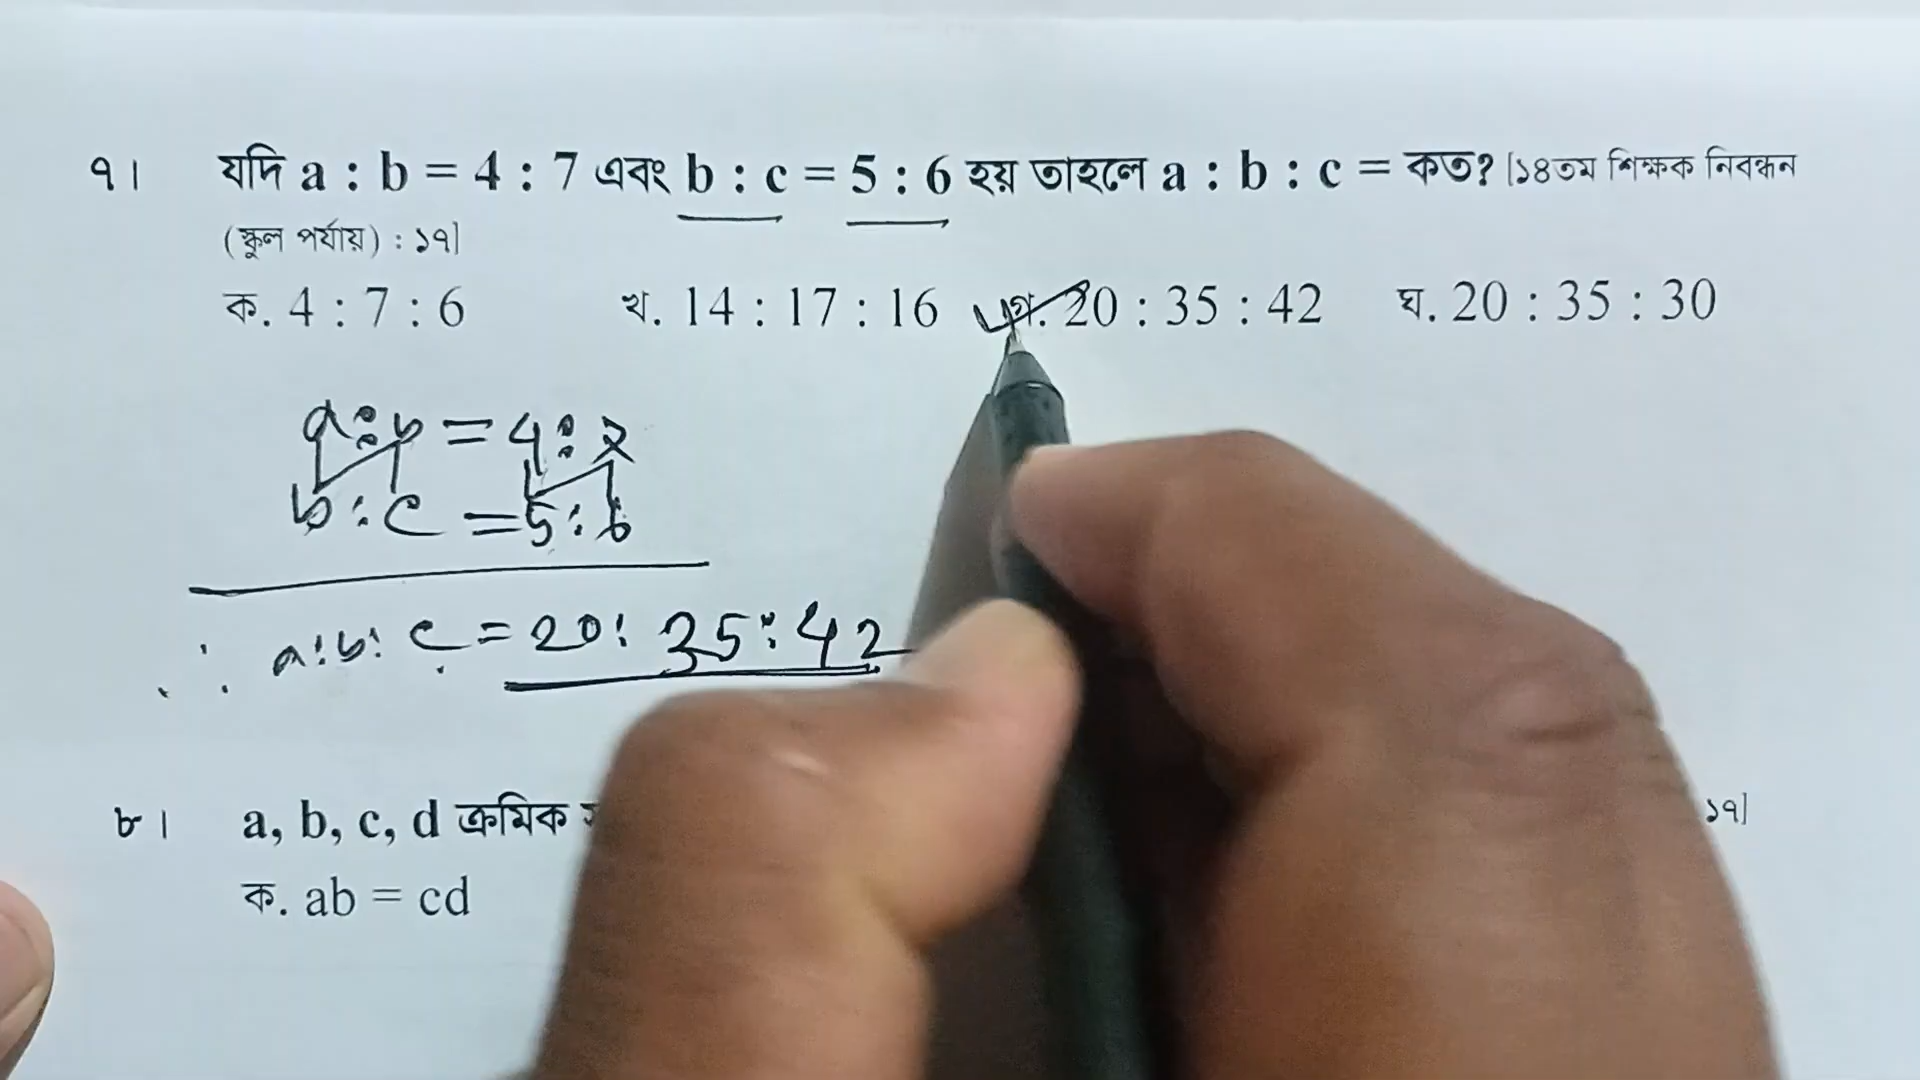 ৭। যদি a : b = 4 : 7 এবং b : c = 5 : 6 হয় তাহলে a : b : c = কত? [১৪তম শিক্ষক নিবন্ধন
(স্কুল পর্যায়) : ১৭]
ক. 4 : 7 : 6 খ. 14 : 17 : 16 গ. 20 : 35 : 42 ঘ. 20 : 35 : 30
a : b = 4 : 7
b : c = 5 : 6
∴ a : b : c = 20 : 35 : 42
৮। a, b, c, d ক্রমিক ১৭]
ক. ab = cd